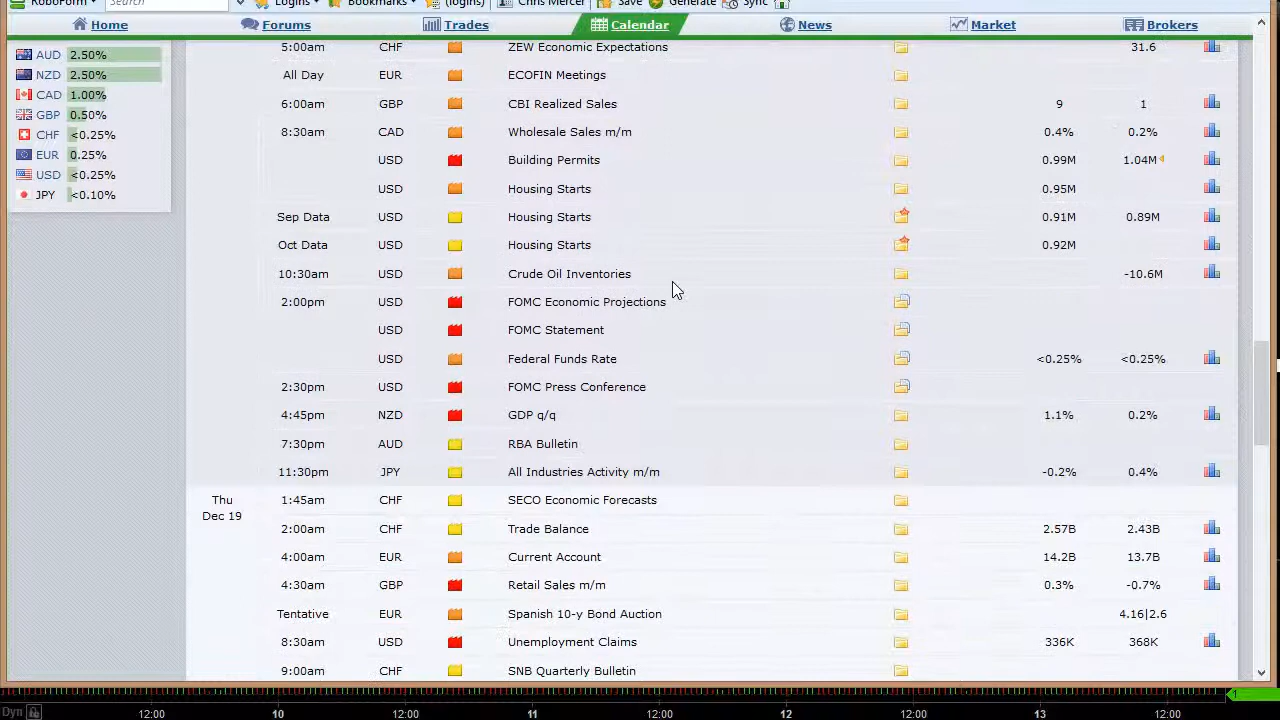 RoboForm Search Logins Bookmarks (logins) Chris Mercer Save Generate Sync
Home Forums Trades Calendar News Market Brokers
AUD 2.50%
NZD 2.50%
CAD 1.00%
GBP 0.50%
CHF <0.25%
EUR 0.25%
USD <0.25%
JPY <0.10%
5:00am CHF ZEW Economic Expectations 31.6
All Day EUR ECOFIN Meetings
6:00am GBP CBI Realized Sales 9 1
8:30am CAD Wholesale Sales m/m 0.4% 0.2%
USD Building Permits 0.99M 1.04M
USD Housing Starts 0.95M
Sep Data USD Housing Starts 0.91M 0.89M
Oct Data USD Housing Starts 0.92M
10:30am USD Crude Oil Inventories -10.6M
2:00pm USD FOMC Economic Projections
USD FOMC Statement
USD Federal Funds Rate <0.25% <0.25%
2:30pm USD FOMC Press Conference
4:45pm NZD GDP q/q 1.1% 0.2%
7:30pm AUD RBA Bulletin
11:30pm JPY All Industries Activity m/m -0.2% 0.4%
Thu 1:45am CHF SECO Economic Forecasts
Dec 19
2:00am CHF Trade Balance 2.57B 2.43B
4:00am EUR Current Account 14.2B 13.7B
4:30am GBP Retail Sales m/m 0.3% -0.7%
Tentative EUR Spanish 10-y Bond Auction 4.16|2.6
8:30am USD Unemployment Claims 336K 368K
9:00am CHF SNB Quarterly Bulletin
Dyn 12:00 10 12:00 11 12:00 12 12:00 13 12:00
1